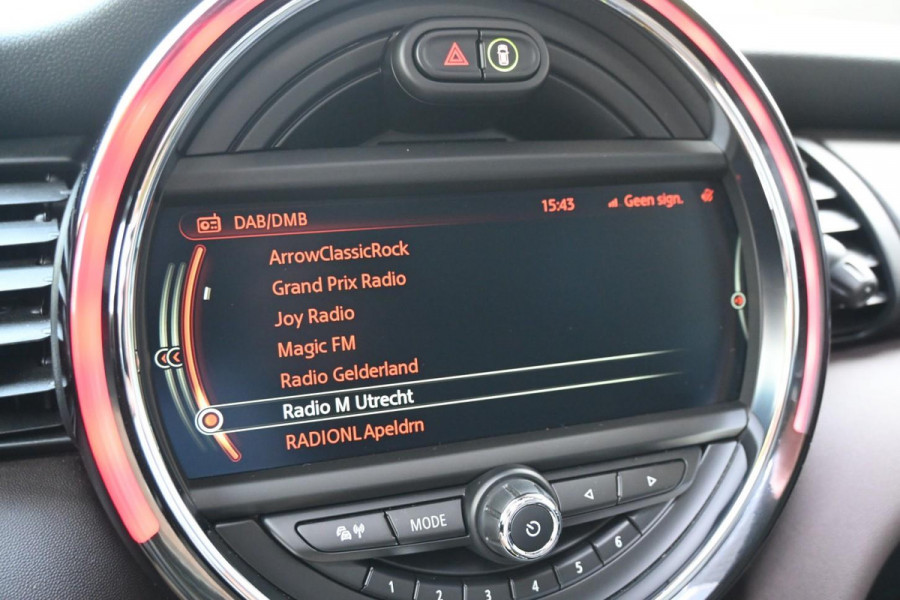 DAB/DMB 15:43 Geen sign.
ArrowClassicRock
Grand Prix Radio
Joy Radio
Magic FM
Radio Gelderland
Radio M Utrecht
RADIONL Apeldrn
MODE
1 2 3 4 5 6